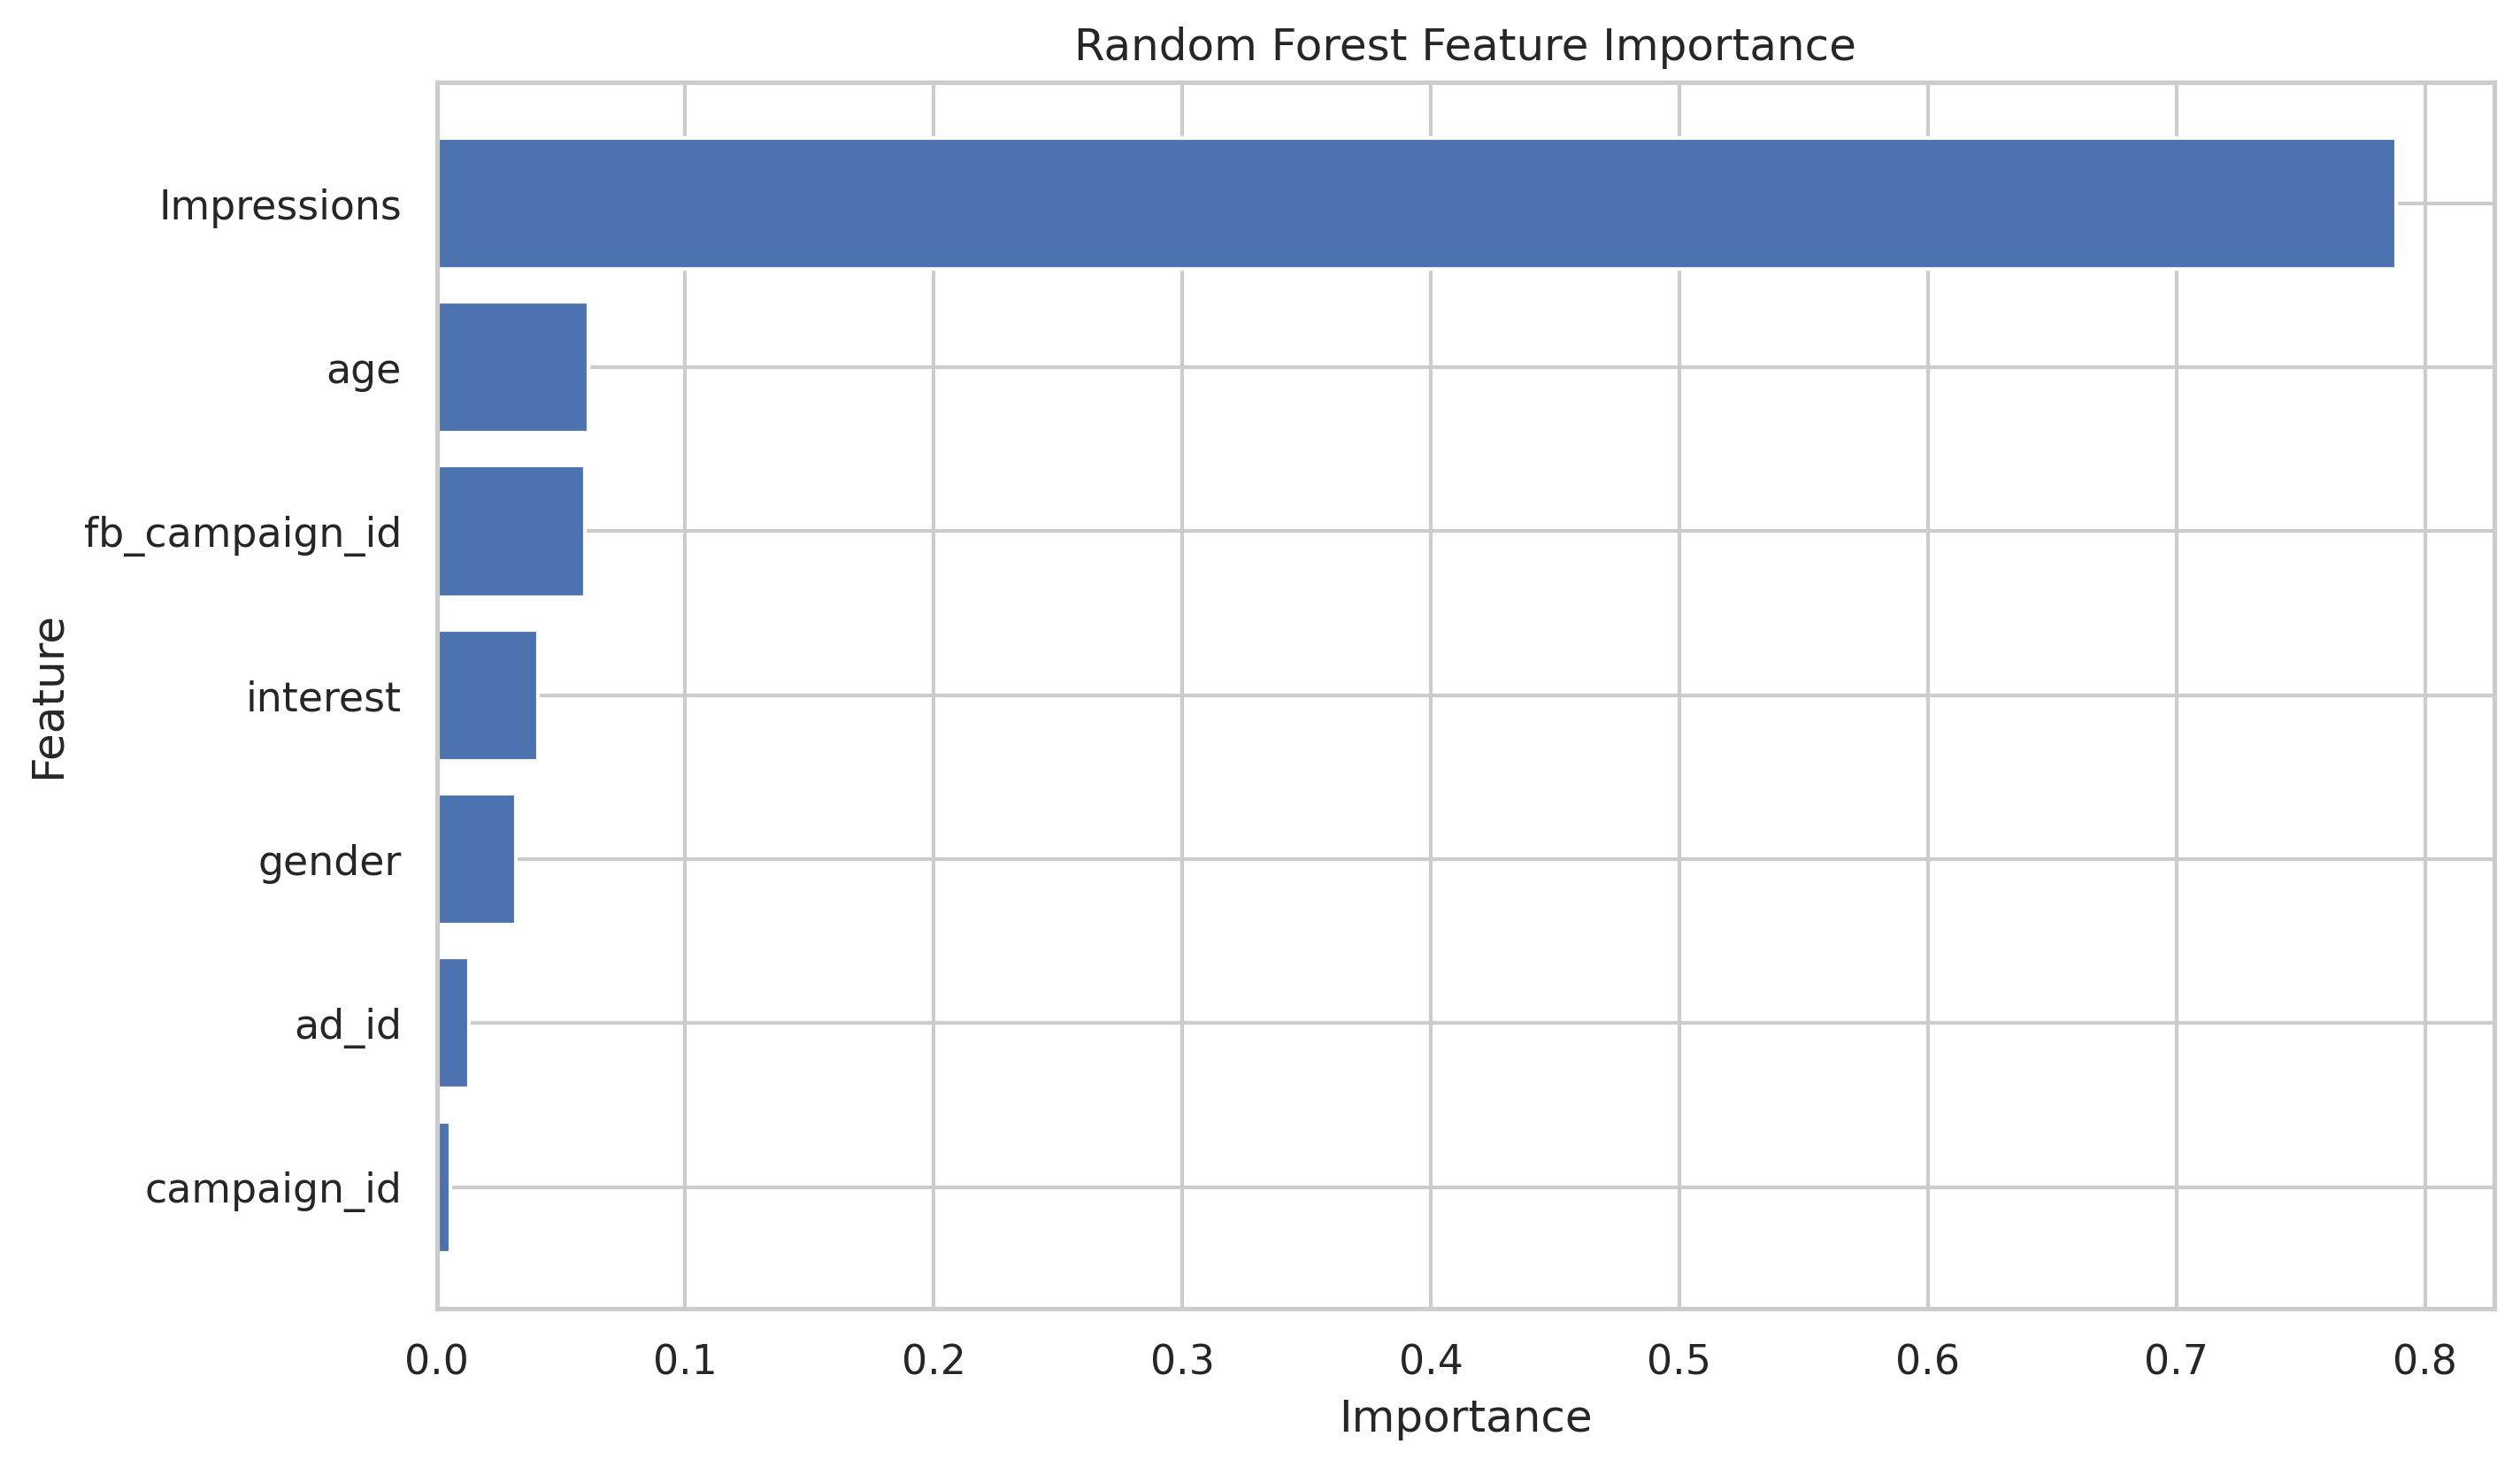 Random Forest Feature Importance
Impressions
age
fb_campaign_id
interest
gender
ad_id
campaign_id
Feature
0.0 0.1 0.2 0.3 0.4 0.5 0.6 0.7 0.8
Importance